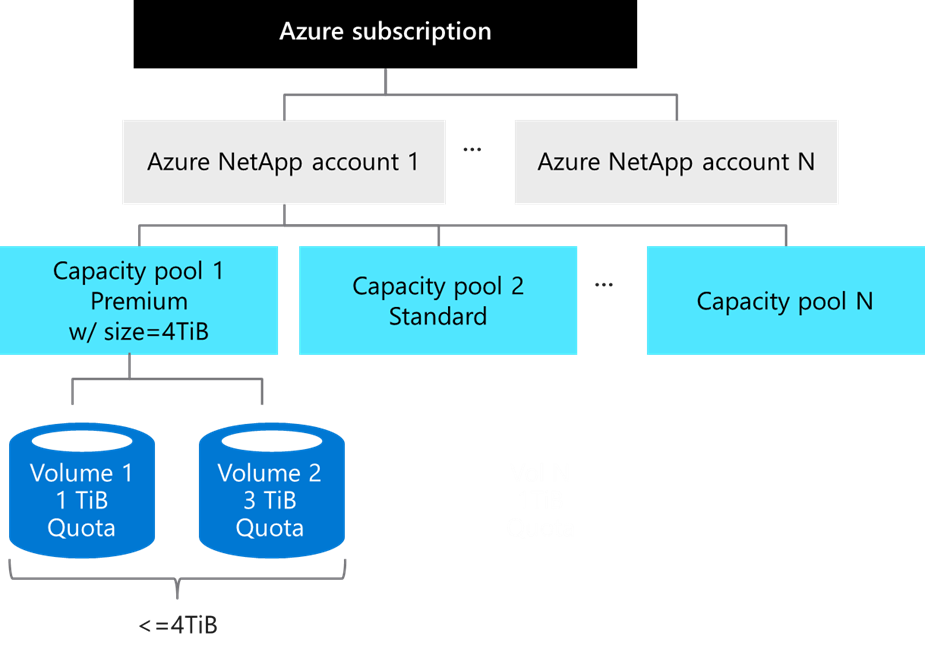 Azure subscription
Azure NetApp account 1
...
Azure NetApp account N
Capacity pool 1
Premium
w/ size=4TiB
Capacity pool 2
Standard
...
Capacity pool N
Volume 1
1 TiB
Quota
Volume 2
3 TiB
Quota
<=4TiB